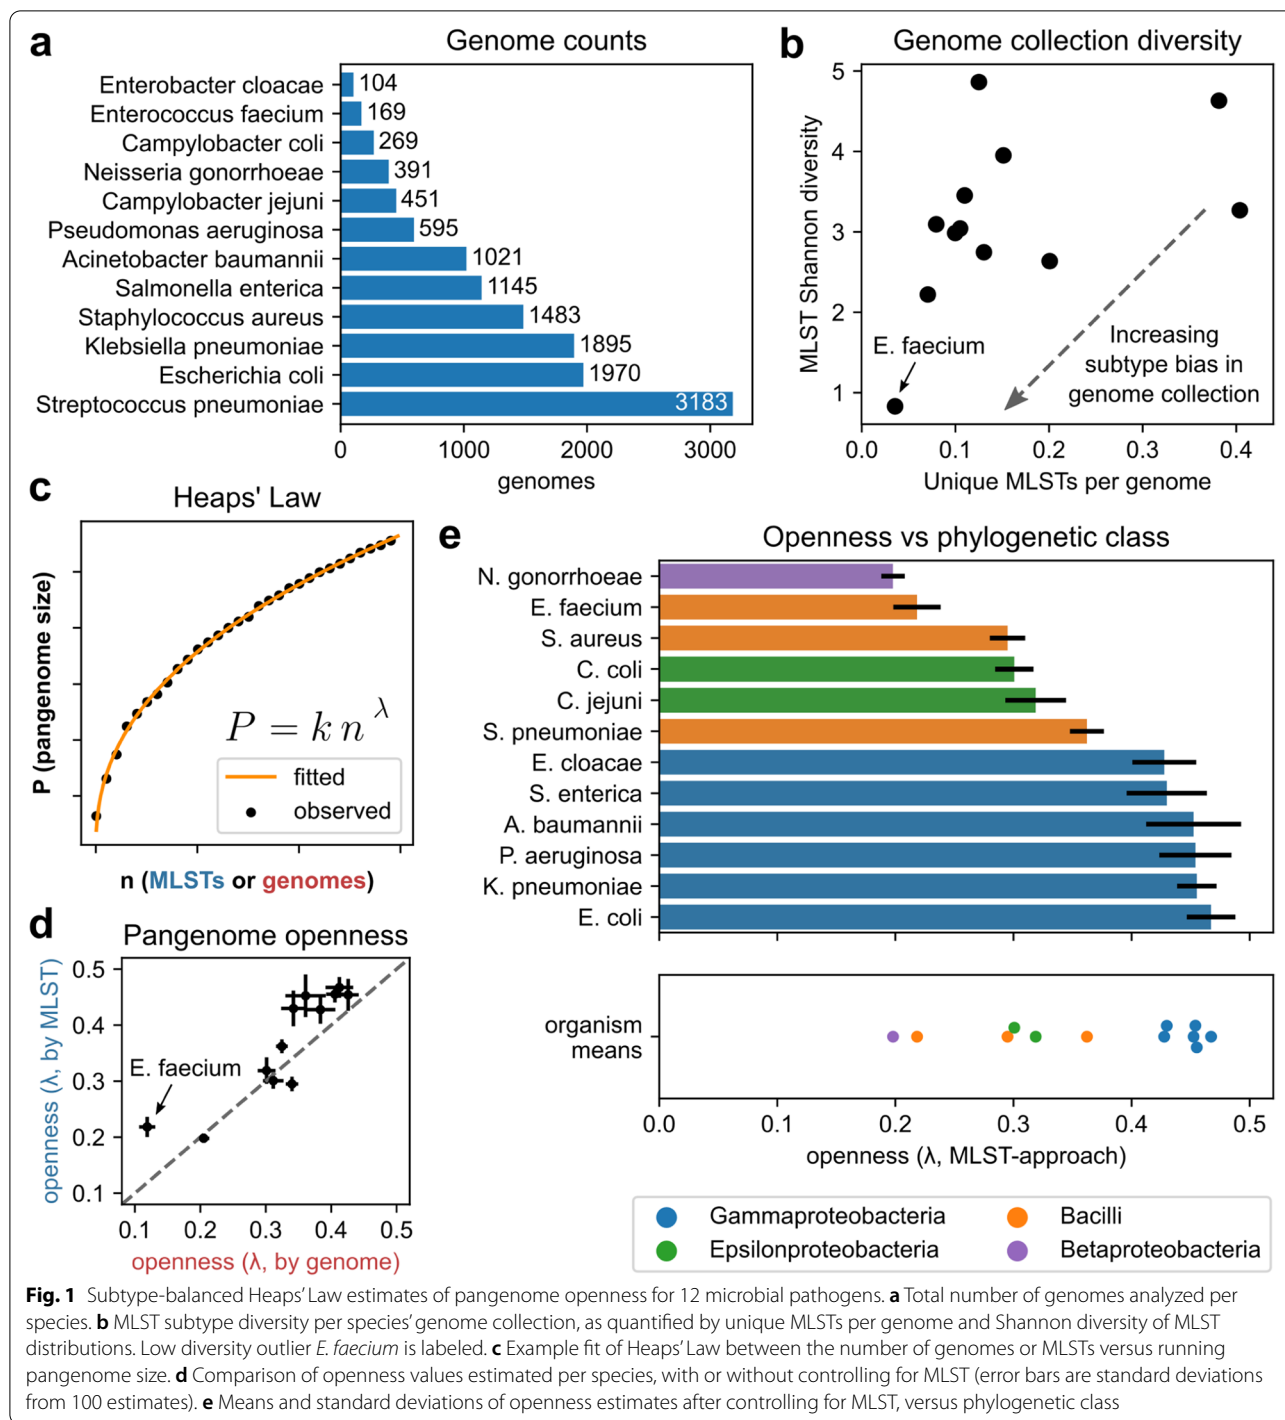 a
Genome counts
Enterobacter cloacae 104
Enterococcus faecium 169
Campylobacter coli 269
Neisseria gonorrhoeae 391
Campylobacter jejuni 451
Pseudomonas aeruginosa 595
Acinetobacter baumannii 1021
Salmonella enterica 1145
Staphylococcus aureus 1483
Klebsiella pneumoniae 1895
Escherichia coli 1970
Streptococcus pneumoniae 3183
0 1000 2000 3000
genomes
b
Genome collection diversity
MLST Shannon diversity
5
4
3
2
1
E. faecium
Increasing
subtype bias in
genome collection
0.0 0.1 0.2 0.3 0.4
Unique MLSTs per genome
c
Heaps' Law
P (pangenome size)
P = k n^λ
fitted
observed
n (MLSTs or genomes)
d
Pangenome openness
openness (λ, by MLST)
0.5
0.4
0.3
0.2
0.1
E. faecium
0.1 0.2 0.3 0.4 0.5
openness (λ, by genome)
e
Openness vs phylogenetic class
N. gonorrhoeae
E. faecium
S. aureus
C. coli
C. jejuni
S. pneumoniae
E. cloacae
S. enterica
A. baumannii
P. aeruginosa
K. pneumoniae
E. coli
organism
means
0.0 0.1 0.2 0.3 0.4 0.5
openness (λ, MLST-approach)
Gammaproteobacteria
Bacilli
Epsilonproteobacteria
Betaproteobacteria
Fig. 1 Subtype-balanced Heaps' Law estimates of pangenome openness for 12 microbial pathogens. a Total number of genomes analyzed per
species. b MLST subtype diversity per species' genome collection, as quantified by unique MLSTs per genome and Shannon diversity of MLST
distributions. Low diversity outlier E. faecium is labeled. c Example fit of Heaps' Law between the number of genomes or MLSTs versus running
pangenome size. d Comparison of openness values estimated per species, with or without controlling for MLST (error bars are standard deviations
from 100 estimates). e Means and standard deviations of openness estimates after controlling for MLST, versus phylogenetic class